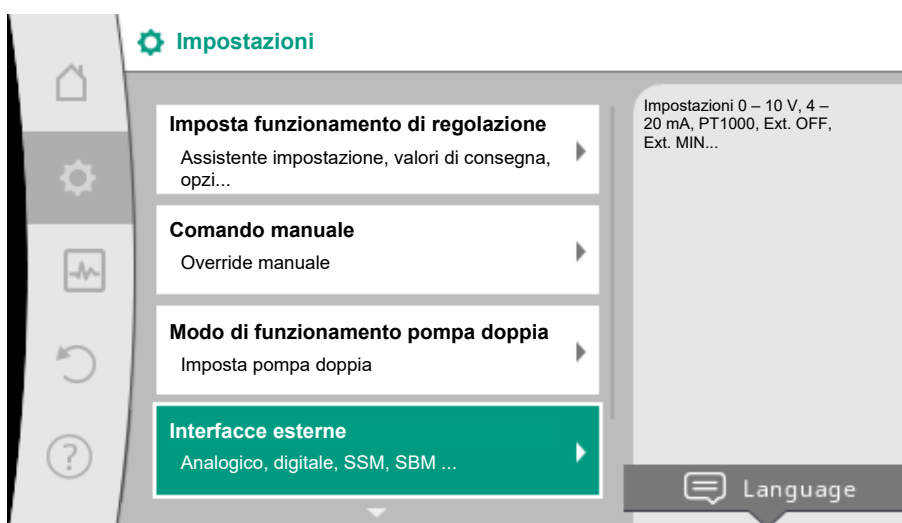 Impostazioni
Imposta funzionamento di regolazione
Assistente impostazione, valori di consegna,
opzi...
Comando manuale
Override manuale
Modo di funzionamento pompa doppia
Imposta pompa doppia
Interfacce esterne
Analogico, digitale, SSM, SBM ...
Impostazioni 0 – 10 V, 4 –
20 mA, PT1000, Ext. OFF,
Ext. MIN...
?
Language